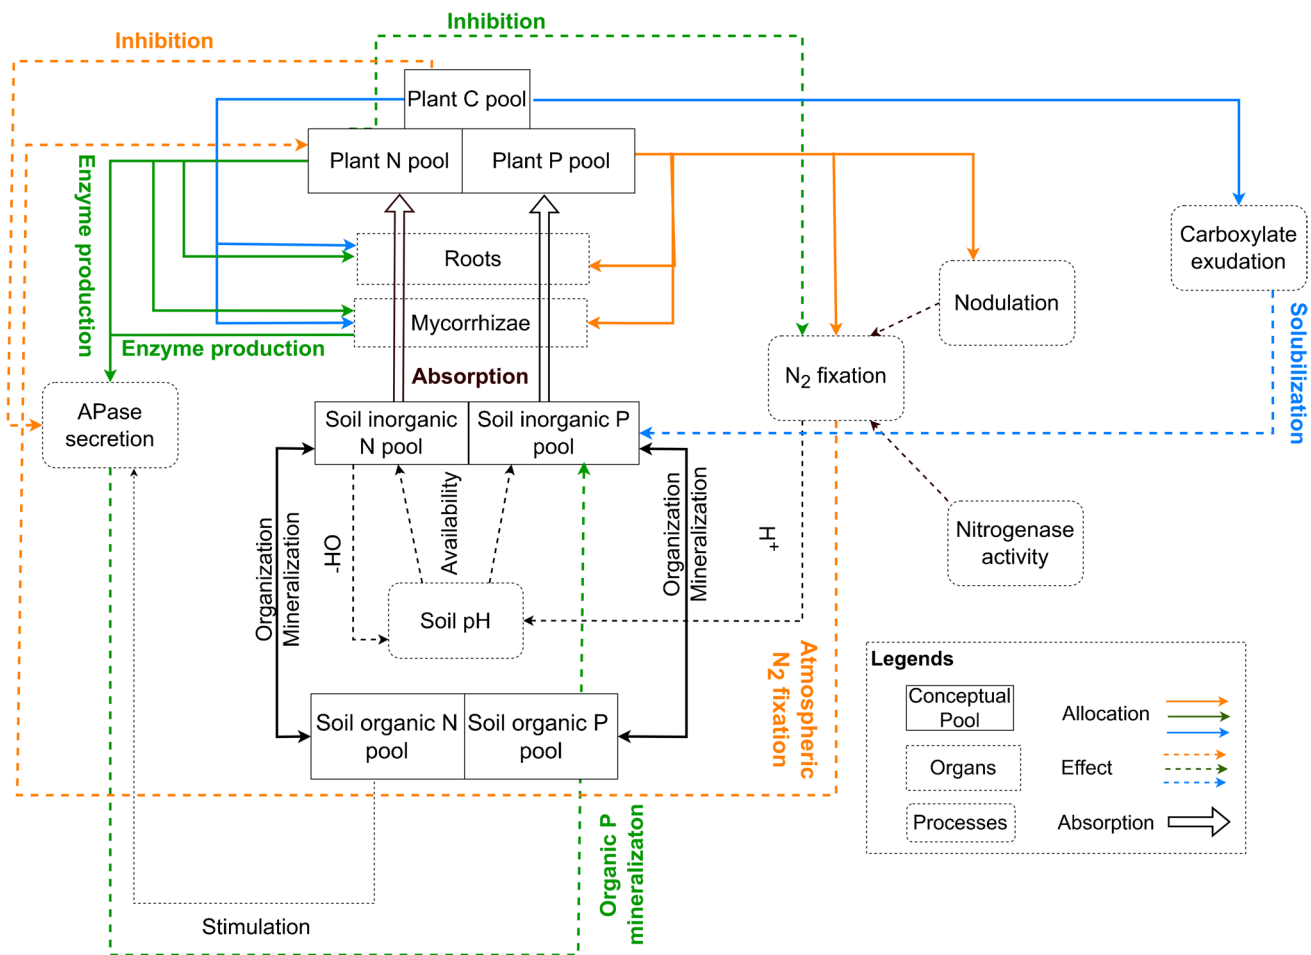 Inhibition
Inhibition
Plant C pool
Plant N pool
Plant P pool
Enzyme
production
Roots
Mycorrhizae
Enzyme production
Absorption
Carboxylate
exudation
Nodulation
N2 fixation
Solubilization
APase
secretion
Soil inorganic
N pool
Soil inorganic P
pool
Organization
Mineralization
-HO
Availability
Organization
Mineralization
H+
Nitrogenase
activity
Soil pH
Atmospheric
N2 fixation
Soil organic N
pool
Soil organic P
pool
Organic P
mineralizaton
Stimulation
Legends
Conceptual
Pool
Allocation
Organs
Effect
Processes
Absorption